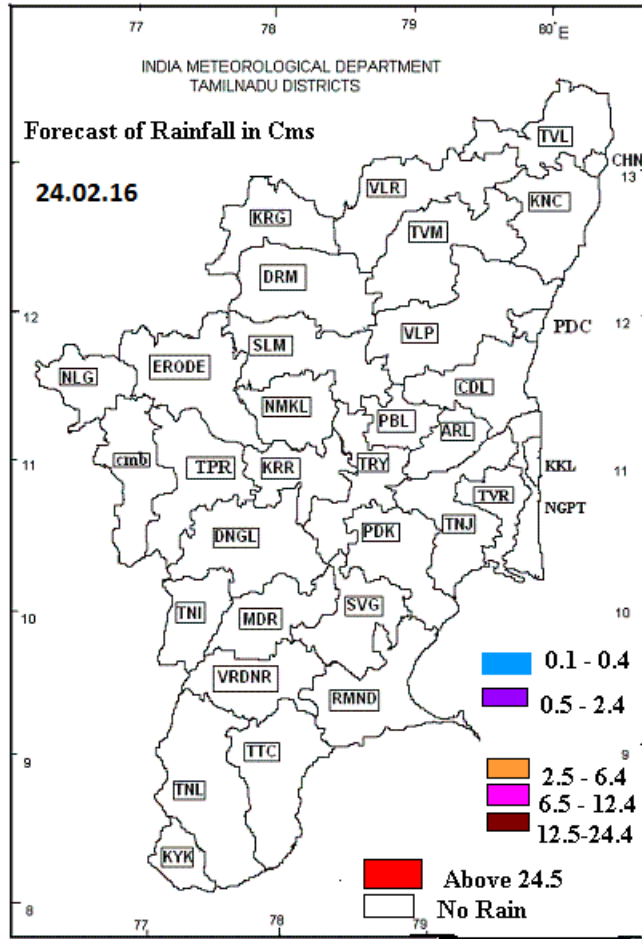 77 78 79 80 E
INDIA METEOROLOGICAL DEPARTMENT
TAMILNADU DISTRICTS
Forecast of Rainfall in Cms
TVL
CHN
13
24.02.16
VLR
KNC
KRG
TVM
DRM
12
12
PDC
VLP
SLM
ERODE
NLG
CDL
NMKL
PBL
ARL
11
cmb
TPR
KRR
TRY
KKL
11
TVR
NGPT
DNGL
PDK
TNJ
10
TNI
MDR
SVG
10
VRDNR
RMND
0.1 - 0.4
0.5 - 2.4
9
TTC
9
TNL
2.5 - 6.4
6.5 - 12.4
12.5-24.4
KYK
Above 24.5
8
No Rain
77 78 79